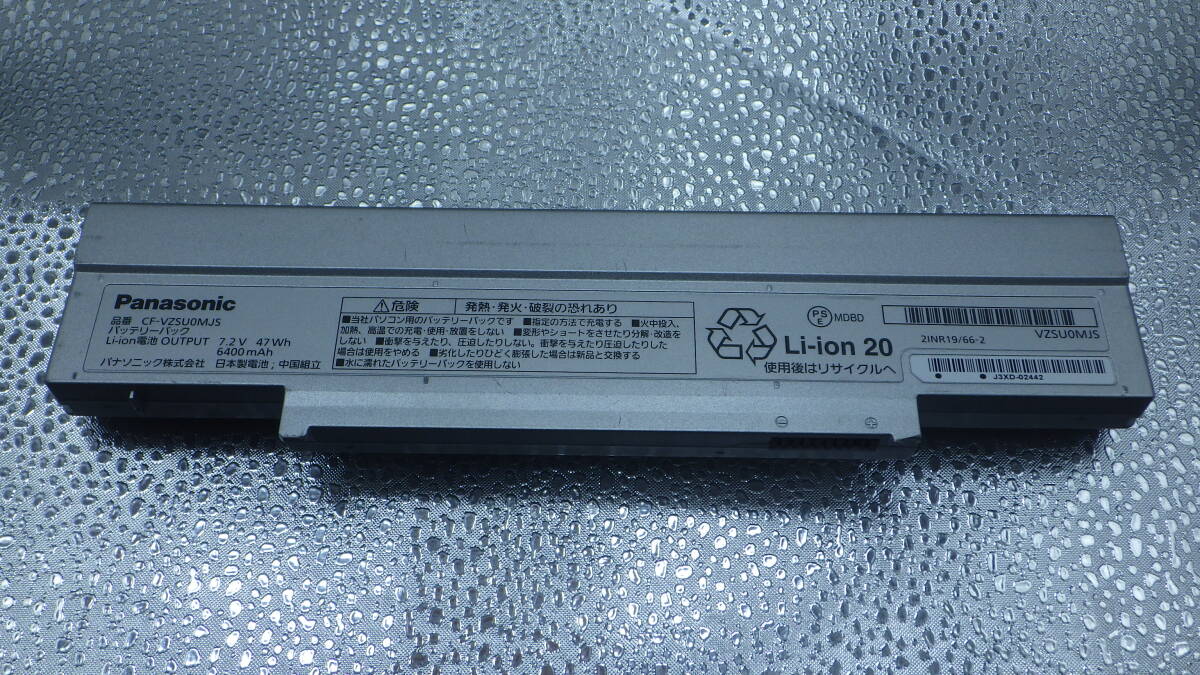 Panasonic
品番 CF-VZSU0MJS
バッテリーパック
Li-ion電池 OUTPUT 7.2 V 47 Wh
6400 mAh
パナソニック株式会社 日本製電池；中国組立
⚠危険 発熱・発火・破裂の恐れあり
■当社パソコン用のバッテリーパックです ■指定の方法で充電する ■火中投入、
加熱、高温での充電・使用・放置をしない ■変形やショートをさせたり分解・改造を
しない ■衝撃を与えたり、圧迫したりしない。衝撃を与えたり圧迫したりした
場合は使用をやめる ■劣化したりひどく膨張した場合は新品と交換する
■水に濡れたバッテリーパックを使用しない
Li-ion 20
使用後はリサイクルへ
PSE MDBD
2INR19/66-2
VZSU0MJS
J3XD-02442
⊖ ⊕